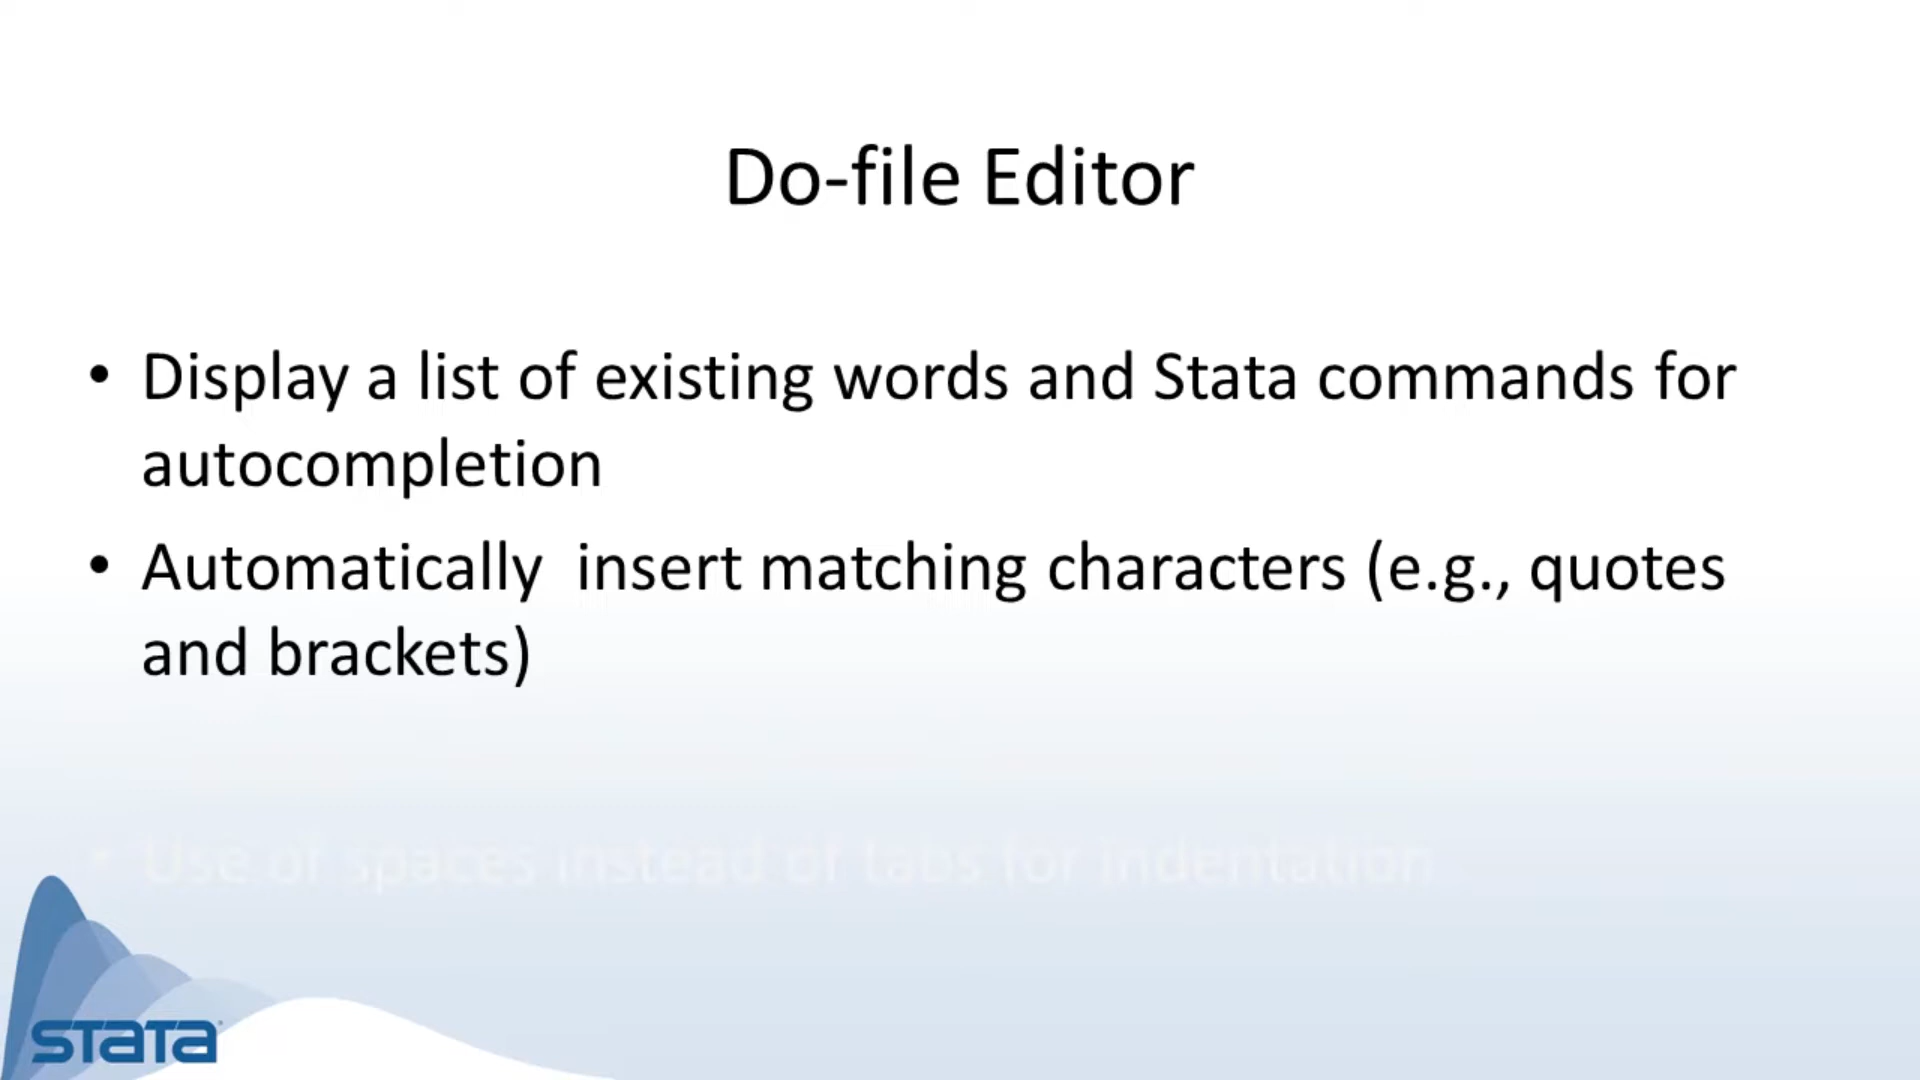 Do-file Editor
• Display a list of existing words and Stata commands for
autocompletion
• Automatically  insert matching characters (e.g., quotes
and brackets)
• Use of spaces instead of tabs for indentation
stata